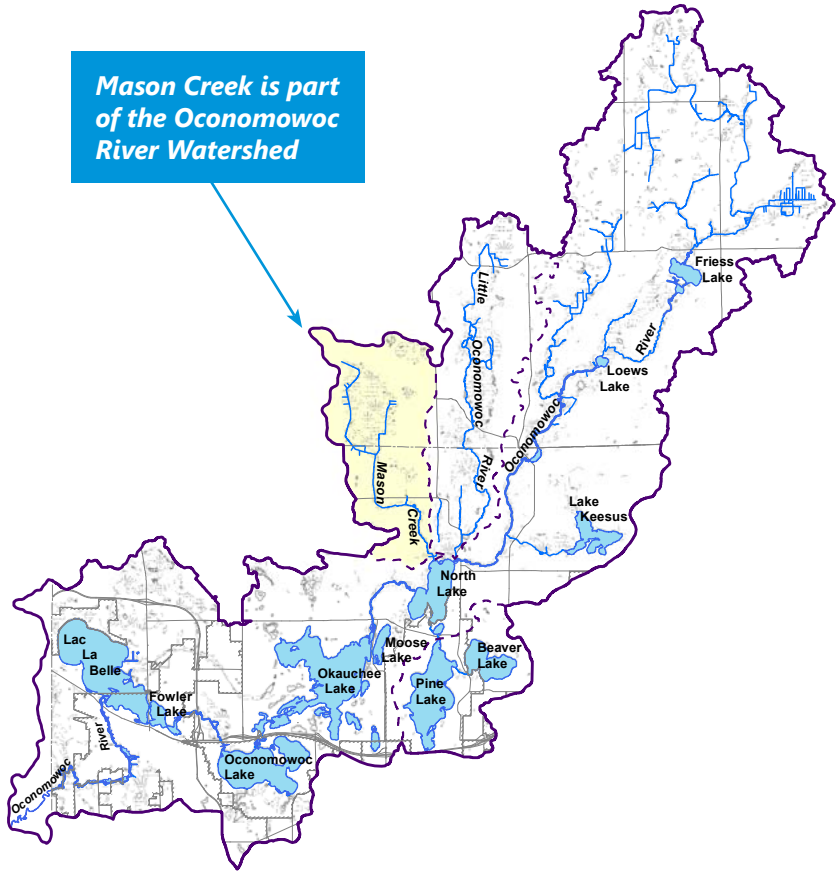 Mason Creek is part
of the Oconomowoc
River Watershed
Friess
Lake
Little
Oconomowoc
River
River
Loews
Lake
Oconomowoc
Mason
Creek
Lake
Keesus
North
Lake
Moose
Lake
Beaver
Lake
Okauchee
Lake
Pine
Lake
Lac
La
Belle
Fowler
Lake
Oconomowoc
Lake
Oconomowoc
River